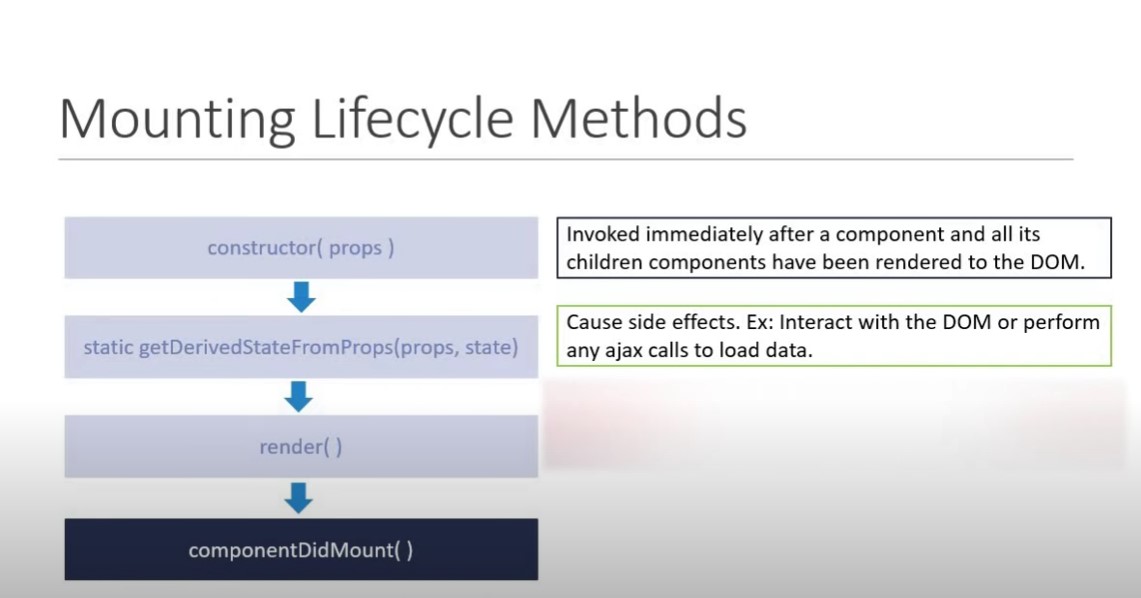 Mounting Lifecycle Methods
constructor( props )
Invoked immediately after a component and all its
children components have been rendered to the DOM.
static getDerivedStateFromProps(props, state)
Cause side effects. Ex: Interact with the DOM or perform
any ajax calls to load data.
render( )
componentDidMount( )